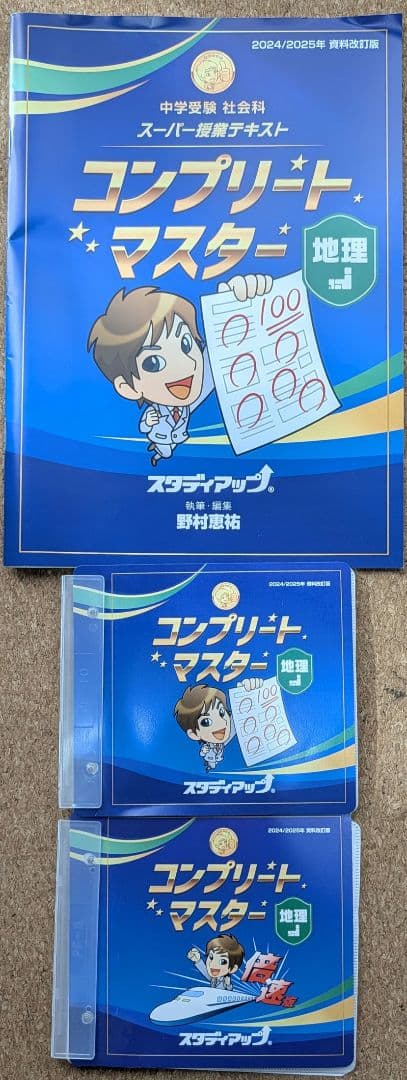 2024/2025年 資料改訂版
中学受験 社会科
スーパー授業テキスト
コンプリート
マスター
地理
100
スタディアップ®
執筆・編集
野村恵祐
2024/2025年 資料改訂版
コンプリート
マスター
地理
100
スタディアップ®
2024/2025年 資料改訂版
コンプリート
マスター
地理
倍速版
スタディアップ®